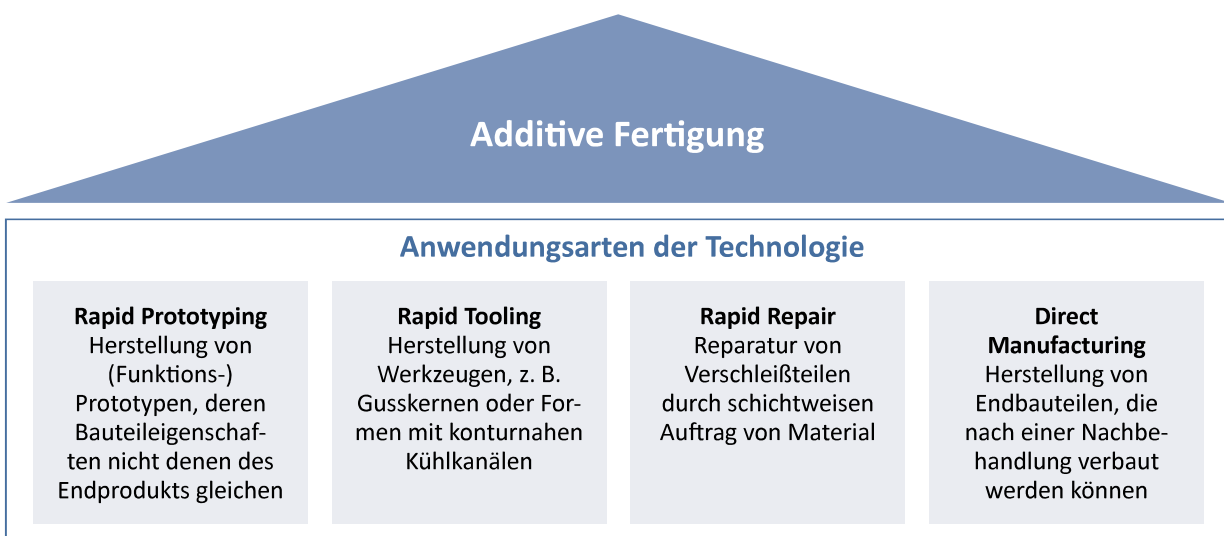 Additive Fertigung
Anwendungsarten der Technologie
Rapid Prototyping
Herstellung von
(Funktions-)
Prototypen, deren
Bauteileigenschaf-
ten nicht denen des
Endprodukts gleichen
Rapid Tooling
Herstellung von
Werkzeugen, z. B.
Gusskernen oder For-
men mit konturnahen
Kühlkanälen
Rapid Repair
Reparatur von
Verschleißteilen
durch schichtweisen
Auftrag von Material
Direct
Manufacturing
Herstellung von
Endbauteilen, die
nach einer Nachbe-
handlung verbaut
werden können